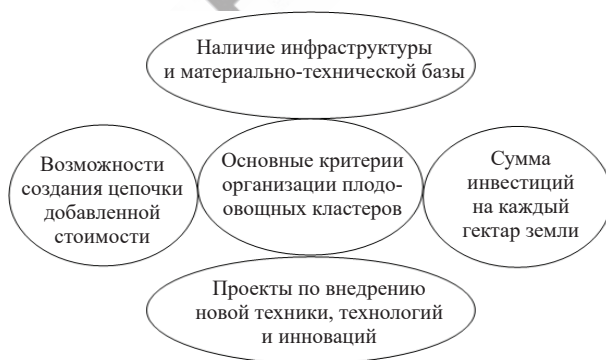 Наличие инфраструктуры
и материально-технической базы
Возможности
создания цепочки
добавленной
стоимости
Основные критерии
организации плодо-
овощных кластеров
Сумма
инвестиций
на каждый
гектар земли
Проекты по внедрению
новой техники, технологий
и инноваций